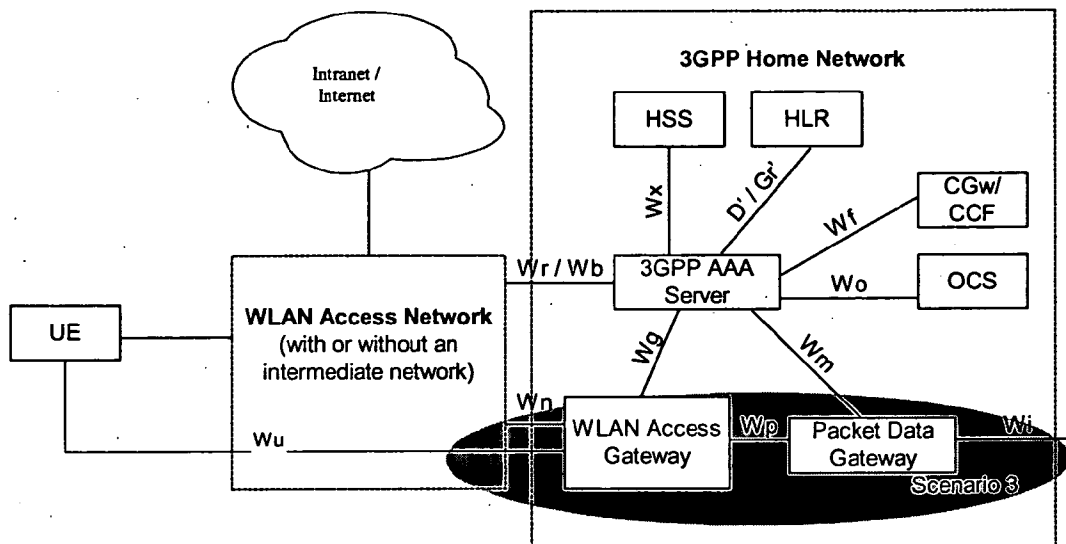 Intranet /
Internet
3GPP Home Network
HSS
HLR
Wx
D' / Gr'
CGw/
CCF
Wf
Wr / Wb
3GPP AAA
Server
Wo
OCS
UE
WLAN Access Network
(with or without an
intermediate network)
Wg
Wm
Wn
WLAN Access
Gateway
Wp
Packet Data
Gateway
Wi
Wu
Scenario 3